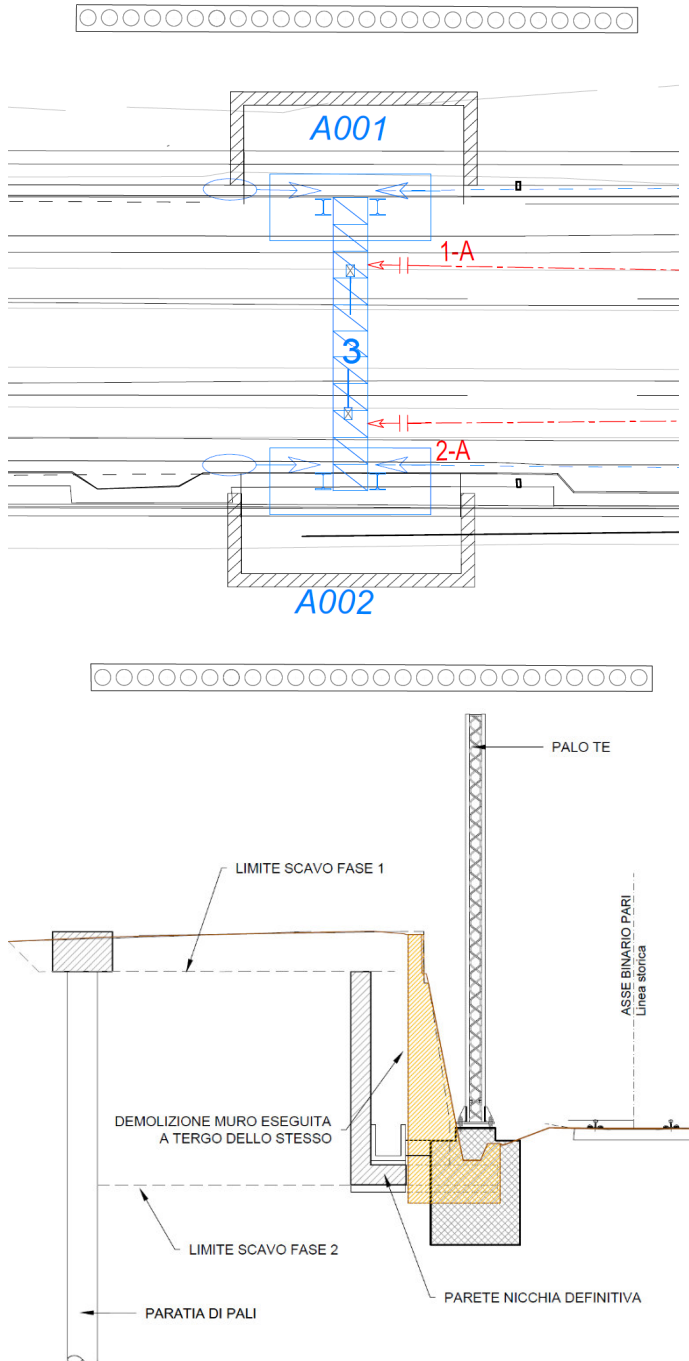 A001
1-A
3
2-A
A002
PALO TE
LIMITE SCAVO FASE 1
ASSE BINARIO PARI
Linea storica
DEMOLIZIONE MURO ESEGUITA
A TERGO DELLO STESSO
LIMITE SCAVO FASE 2
PARETE NICCHIA DEFINITIVA
PARATIA DI PALI